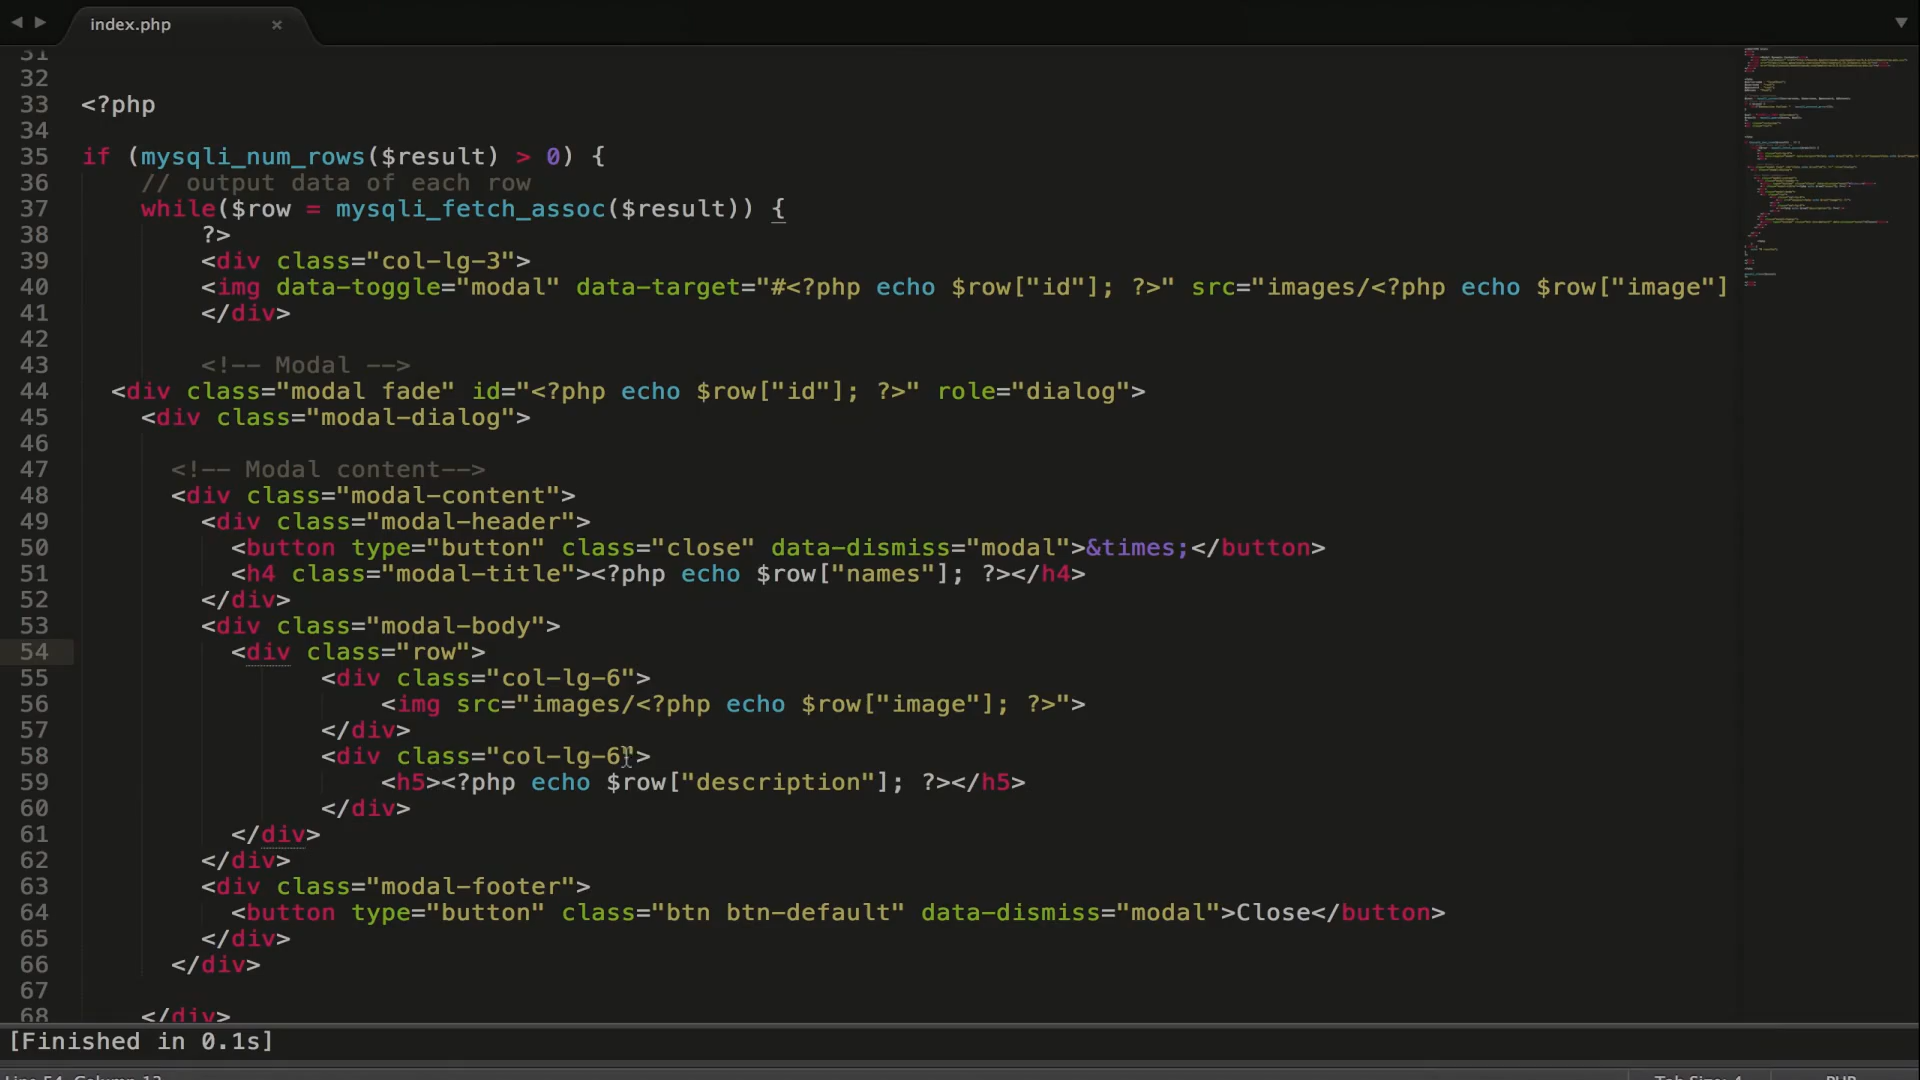 index.php
31
32
33 <?php
34
35 if (mysqli_num_rows($result) > 0) {
36 // output data of each row
37 while($row = mysqli_fetch_assoc($result)) {
38 ?>
39 <div class="col-lg-3">
40 <img data-toggle="modal" data-target="#<?php echo $row["id"]; ?>" src="images/<?php echo $row["image"]
41 </div>
42
43 <!-- Modal -->
44 <div class="modal fade" id="<?php echo $row["id"]; ?>" role="dialog">
45 <div class="modal-dialog">
46
47 <!-- Modal content-->
48 <div class="modal-content">
49 <div class="modal-header">
50 <button type="button" class="close" data-dismiss="modal">&times;</button>
51 <h4 class="modal-title"><?php echo $row["names"]; ?></h4>
52 </div>
53 <div class="modal-body">
54 <div class="row">
55 <div class="col-lg-6">
56 <img src="images/<?php echo $row["image"]; ?>">
57 </div>
58 <div class="col-lg-6">
59 <h5><?php echo $row["description"]; ?></h5>
60 </div>
61 </div>
62 </div>
63 <div class="modal-footer">
64 <button type="button" class="btn btn-default" data-dismiss="modal">Close</button>
65 </div>
66 </div>
67
68 </div>
[Finished in 0.1s]
Line 54, Column 13
Tab Size: 4
PHP